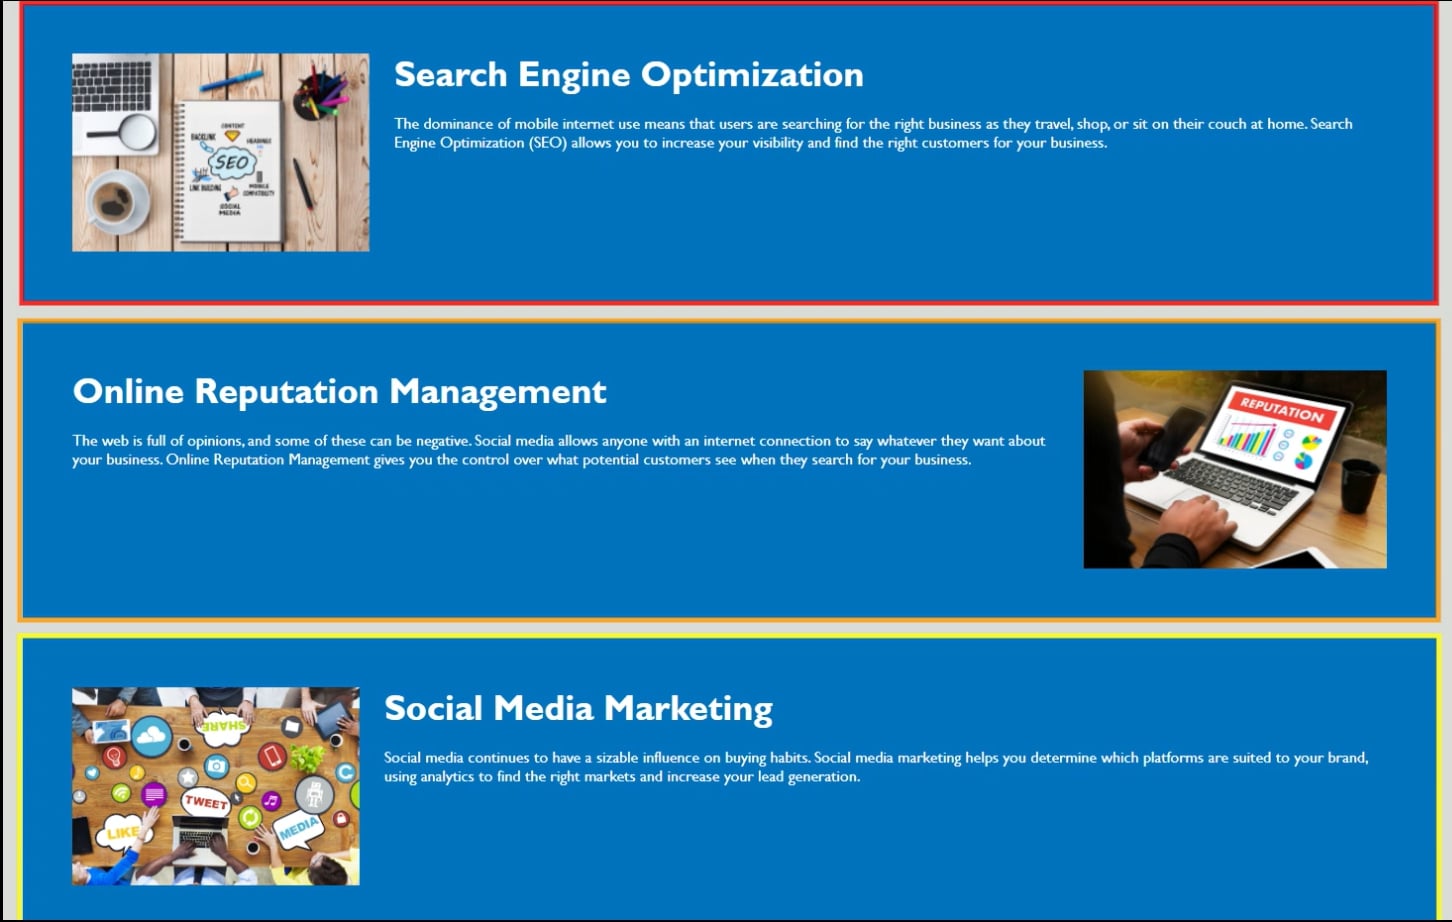 Search Engine Optimization
The dominance of mobile internet use means that users are searching for the right business as they travel, shop, or sit on their couch at home. Search
Engine Optimization (SEO) allows you to increase your visibility and find the right customers for your business.
CONTENT
BACKLINK
HEADINGS
SEO
LINK BUILDING
MOBILE
COMPATIBILITY
SOCIAL
MEDIA
Online Reputation Management
The web is full of opinions, and some of these can be negative. Social media allows anyone with an internet connection to say whatever they want about
your business. Online Reputation Management gives you the control over what potential customers see when they search for your business.
REPUTATION
Social Media Marketing
Social media continues to have a sizable influence on buying habits. Social media marketing helps you determine which platforms are suited to your brand,
using analytics to find the right markets and increase your lead generation.
SHARE
TWEET
LIKE
MEDIA